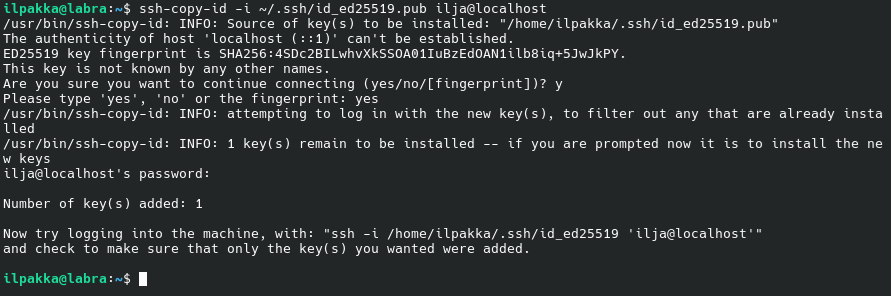 ilpakka@labra:~$ ssh-copy-id -i ~/.ssh/id_ed25519.pub ilja@localhost
/usr/bin/ssh-copy-id: INFO: Source of key(s) to be installed: "/home/ilpakka/.ssh/id_ed25519.pub"
The authenticity of host 'localhost (::1)' can't be established.
ED25519 key fingerprint is SHA256:4SDc2BILwhvXkSSOA01IuBzEdOAN1ilb8iq+5JwJkPY.
This key is not known by any other names.
Are you sure you want to continue connecting (yes/no/[fingerprint])? y
Please type 'yes', 'no' or the fingerprint: yes
/usr/bin/ssh-copy-id: INFO: attempting to log in with the new key(s), to filter out any that are already insta
lled
/usr/bin/ssh-copy-id: INFO: 1 key(s) remain to be installed -- if you are prompted now it is to install the ne
w keys
ilja@localhost's password:
Number of key(s) added: 1
Now try logging into the machine, with: "ssh -i /home/ilpakka/.ssh/id_ed25519 'ilja@localhost'"
and check to make sure that only the key(s) you wanted were added.
ilpakka@labra:~$